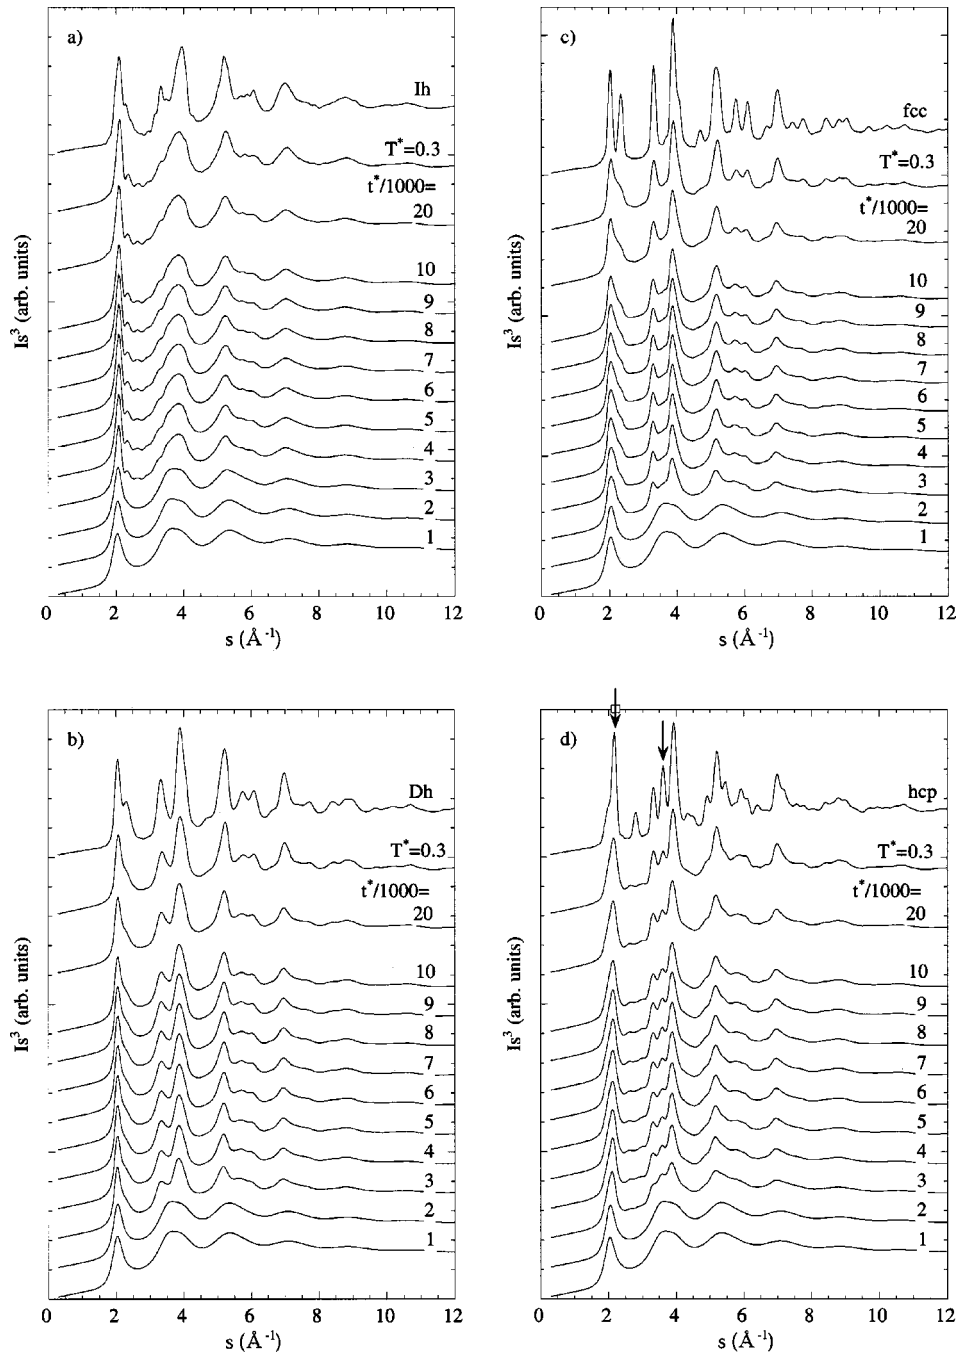 a)
Ih
T*=0.3
t*/1000=
20
10
9
8
7
6
5
4
3
2
1
Is³ (arb. units)
0 2 4 6 8 10 12
s (Å⁻¹)
c)
fcc
T*=0.3
t*/1000=
20
10
9
8
7
6
5
4
3
2
1
Is³ (arb. units)
0 2 4 6 8 10 12
s (Å⁻¹)
b)
Dh
T*=0.3
t*/1000=
20
10
9
8
7
6
5
4
3
2
1
Is³ (arb. units)
0 2 4 6 8 10 12
s (Å⁻¹)
d)
hcp
T*=0.3
t*/1000=
20
10
9
8
7
6
5
4
3
2
1
Is³ (arb. units)
0 2 4 6 8 10 12
s (Å⁻¹)